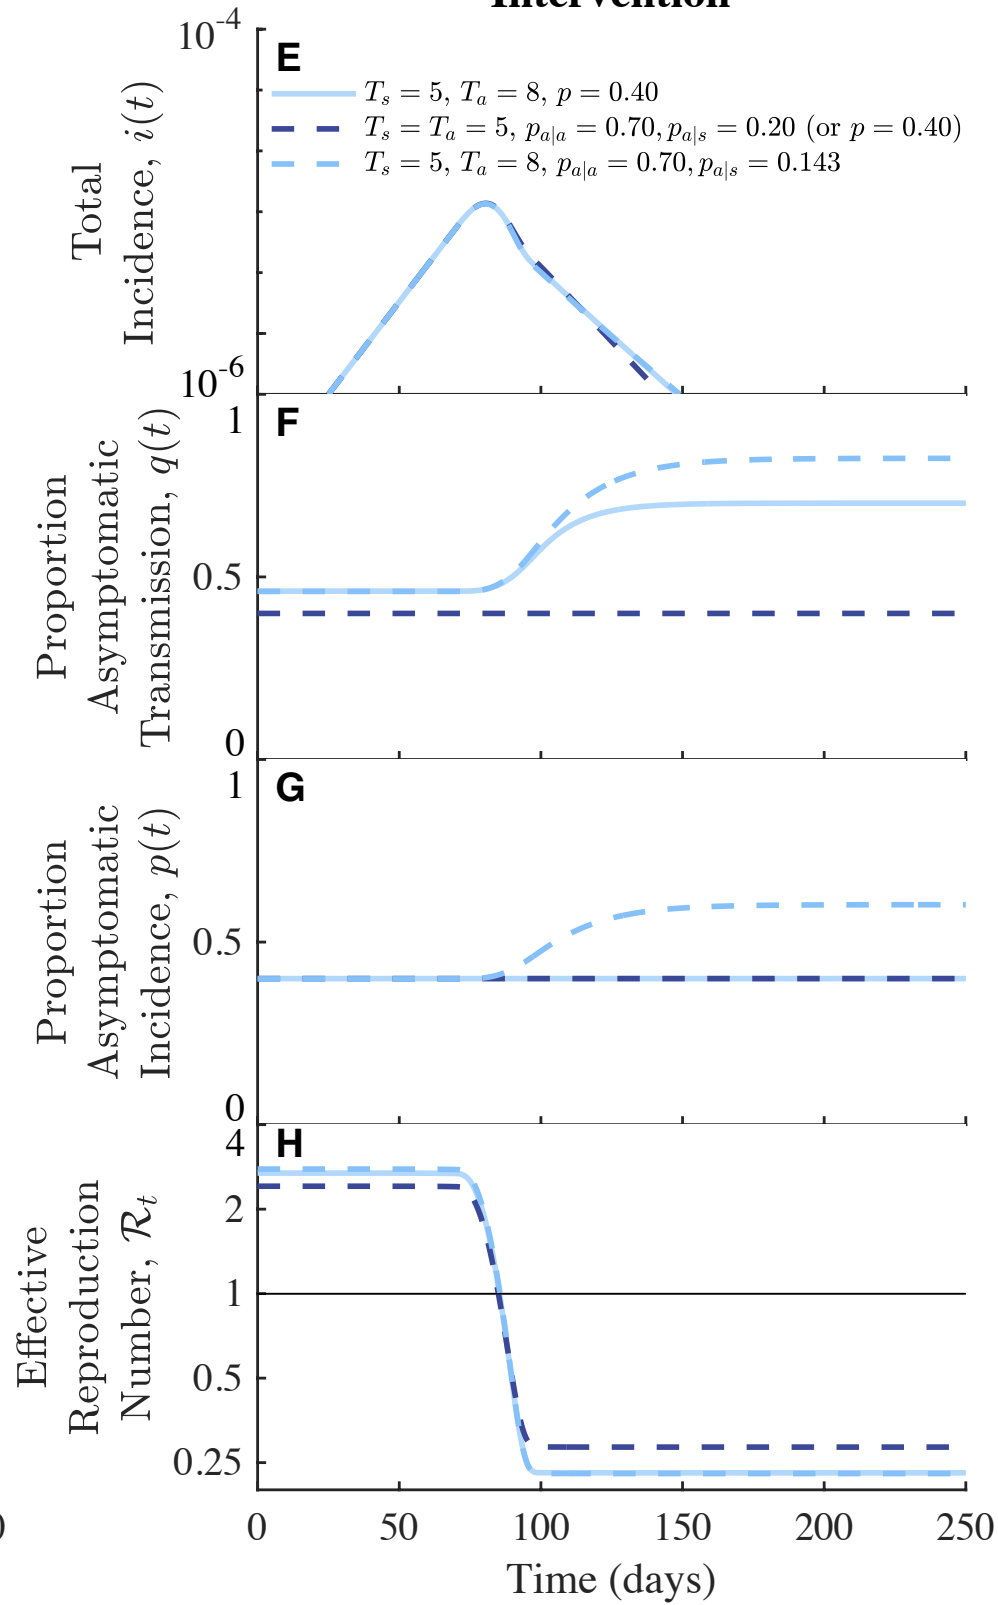 Intervention
E
10^-4
T_s = 5, T_a = 8, p = 0.40
T_s = T_a = 5, p_{a|a} = 0.70, p_{a|s} = 0.20 (or p = 0.40)
T_s = 5, T_a = 8, p_{a|a} = 0.70, p_{a|s} = 0.143
Total
Incidence, i(t)
10^-6
F
1
0.5
0
Proportion
Asymptomatic
Transmission, q(t)
G
1
0.5
0
Proportion
Asymptomatic
Incidence, p(t)
H
4
2
1
0.5
0.25
Effective
Reproduction
Number, ℛ_t
0 50 100 150 200 250
Time (days)